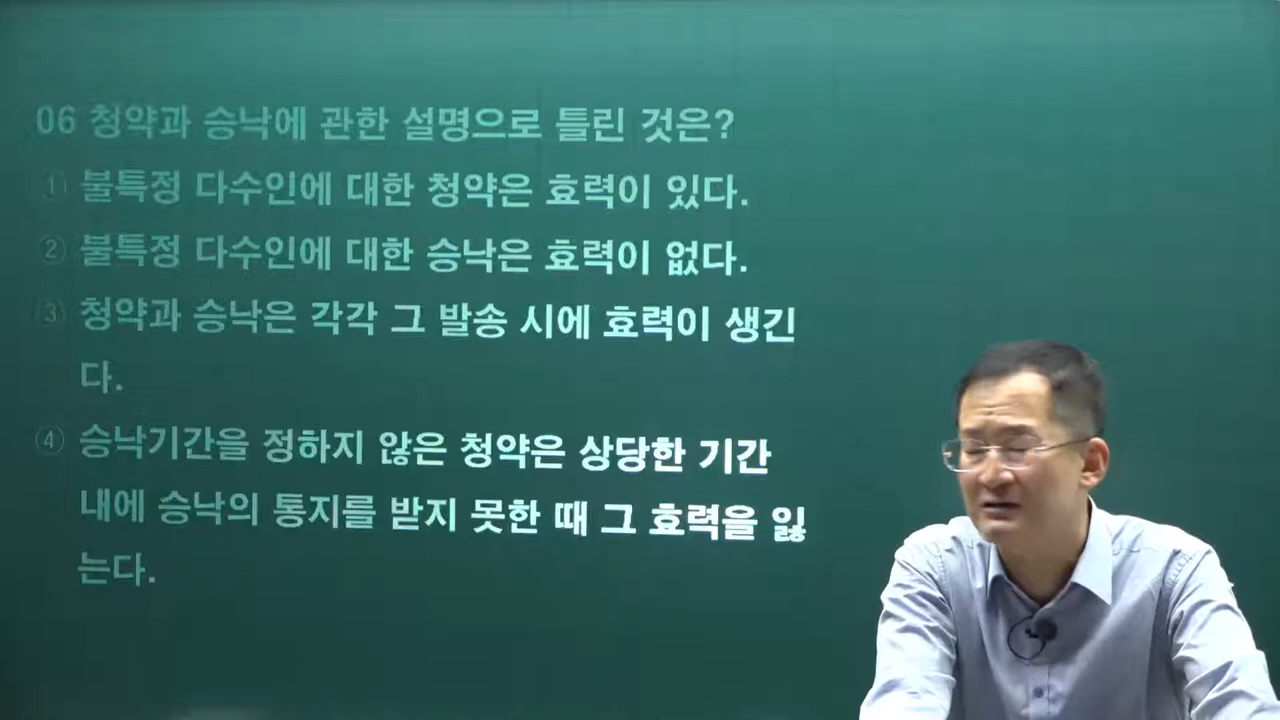 06 청약과 승낙에 관한 설명으로 틀린 것은?
① 불특정 다수인에 대한 청약은 효력이 있다.
② 불특정 다수인에 대한 승낙은 효력이 없다.
③ 청약과 승낙은 각각 그 발송 시에 효력이 생긴
다.
④ 승낙기간을 정하지 않은 청약은 상당한 기간
내에 승낙의 통지를 받지 못한 때 그 효력을 잃
는다.